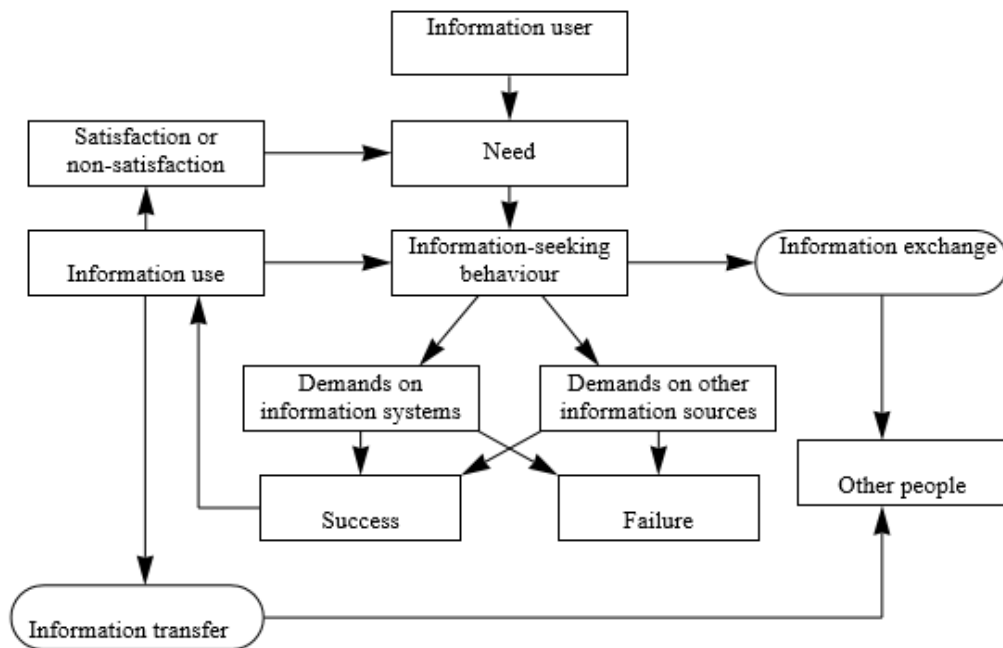 Information user
Satisfaction or
non-satisfaction
Need
Information use
Information-seeking
behaviour
Information exchange
Demands on
information systems
Demands on other
information sources
Success
Failure
Other people
Information transfer